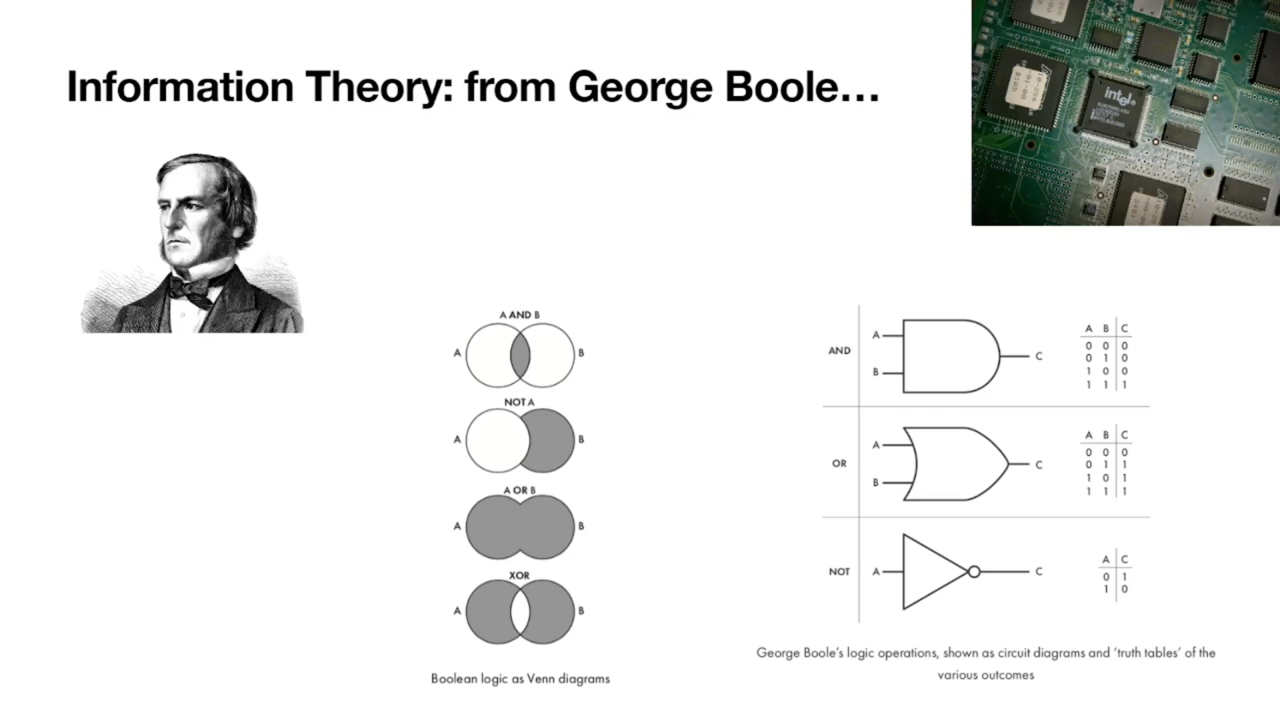 Information Theory: from George Boole…
intel
A AND B
A B
NOT A
A B
A OR B
A B
XOR
A B
Boolean logic as Venn diagrams
AND
A
B
C
A B C
0 0 0
0 1 0
1 0 0
1 1 1
OR
A
B
C
A B C
0 0 0
0 1 1
1 0 1
1 1 1
NOT
A
C
A C
0 1
1 0
George Boole’s logic operations, shown as circuit diagrams and ‘truth tables’ of the
various outcomes